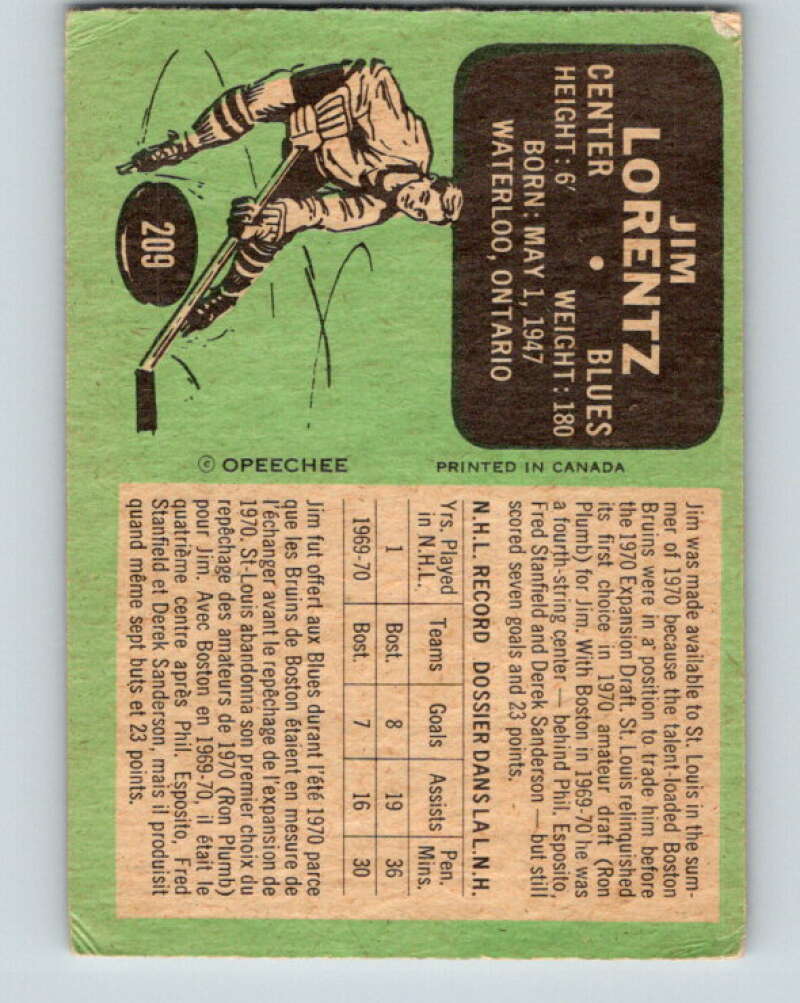 JIM
LORENTZ
CENTER • BLUES
HEIGHT: 6' WEIGHT: 180
BORN: MAY 1, 1947
WATERLOO, ONTARIO
209
© OPEECHEE
PRINTED IN CANADA
Jim was made available to St. Louis in the sum-
mer of 1970 because the talent-loaded Boston
Bruins were in a position to trade him before
the 1970 Expansion Draft. St. Louis relinquished
its first choice in 1970 amateur draft (Ron
Plumb) for Jim. With Boston in 1969-70 he was
a fourth-string center — behind Phil. Esposito,
Fred Stanfield and Derek Sanderson — but still
scored seven goals and 23 points.
N.H.L. RECORD DOSSIER DANS LA L.N.H.
Yrs. Played in N.H.L. Teams Goals Assists Pen. Mins.
1 Bost. 8 19 36
1969-70 Bost. 7 16 30
Jim fut offert aux Blues durant l'été 1970 parce
que les Bruins de Boston étaient en mesure de
l'échanger avant le repêchage de l'expansion de
1970. St-Louis abandonna son premier choix du
repêchage des amateurs de 1970 (Ron Plumb)
pour Jim. Avec Boston en 1969-70, il était le
quatrième centre après Phil. Esposito, Fred
Stanfield et Derek Sanderson, mais il produisit
quand même sept buts et 23 points.